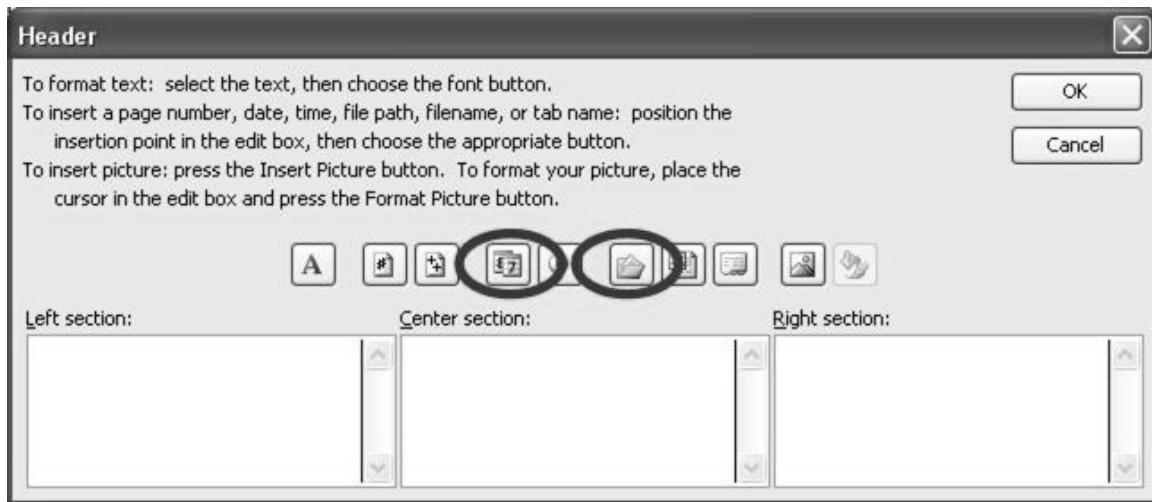 Header
To format text: select the text, then choose the font button.
To insert a page number, date, time, file path, filename, or tab name: position the
insertion point in the edit box, then choose the appropriate button.
To insert picture: press the Insert Picture button. To format your picture, place the
cursor in the edit box and press the Format Picture button.
OK
Cancel
A
#
7
Left section:
Center section:
Right section: